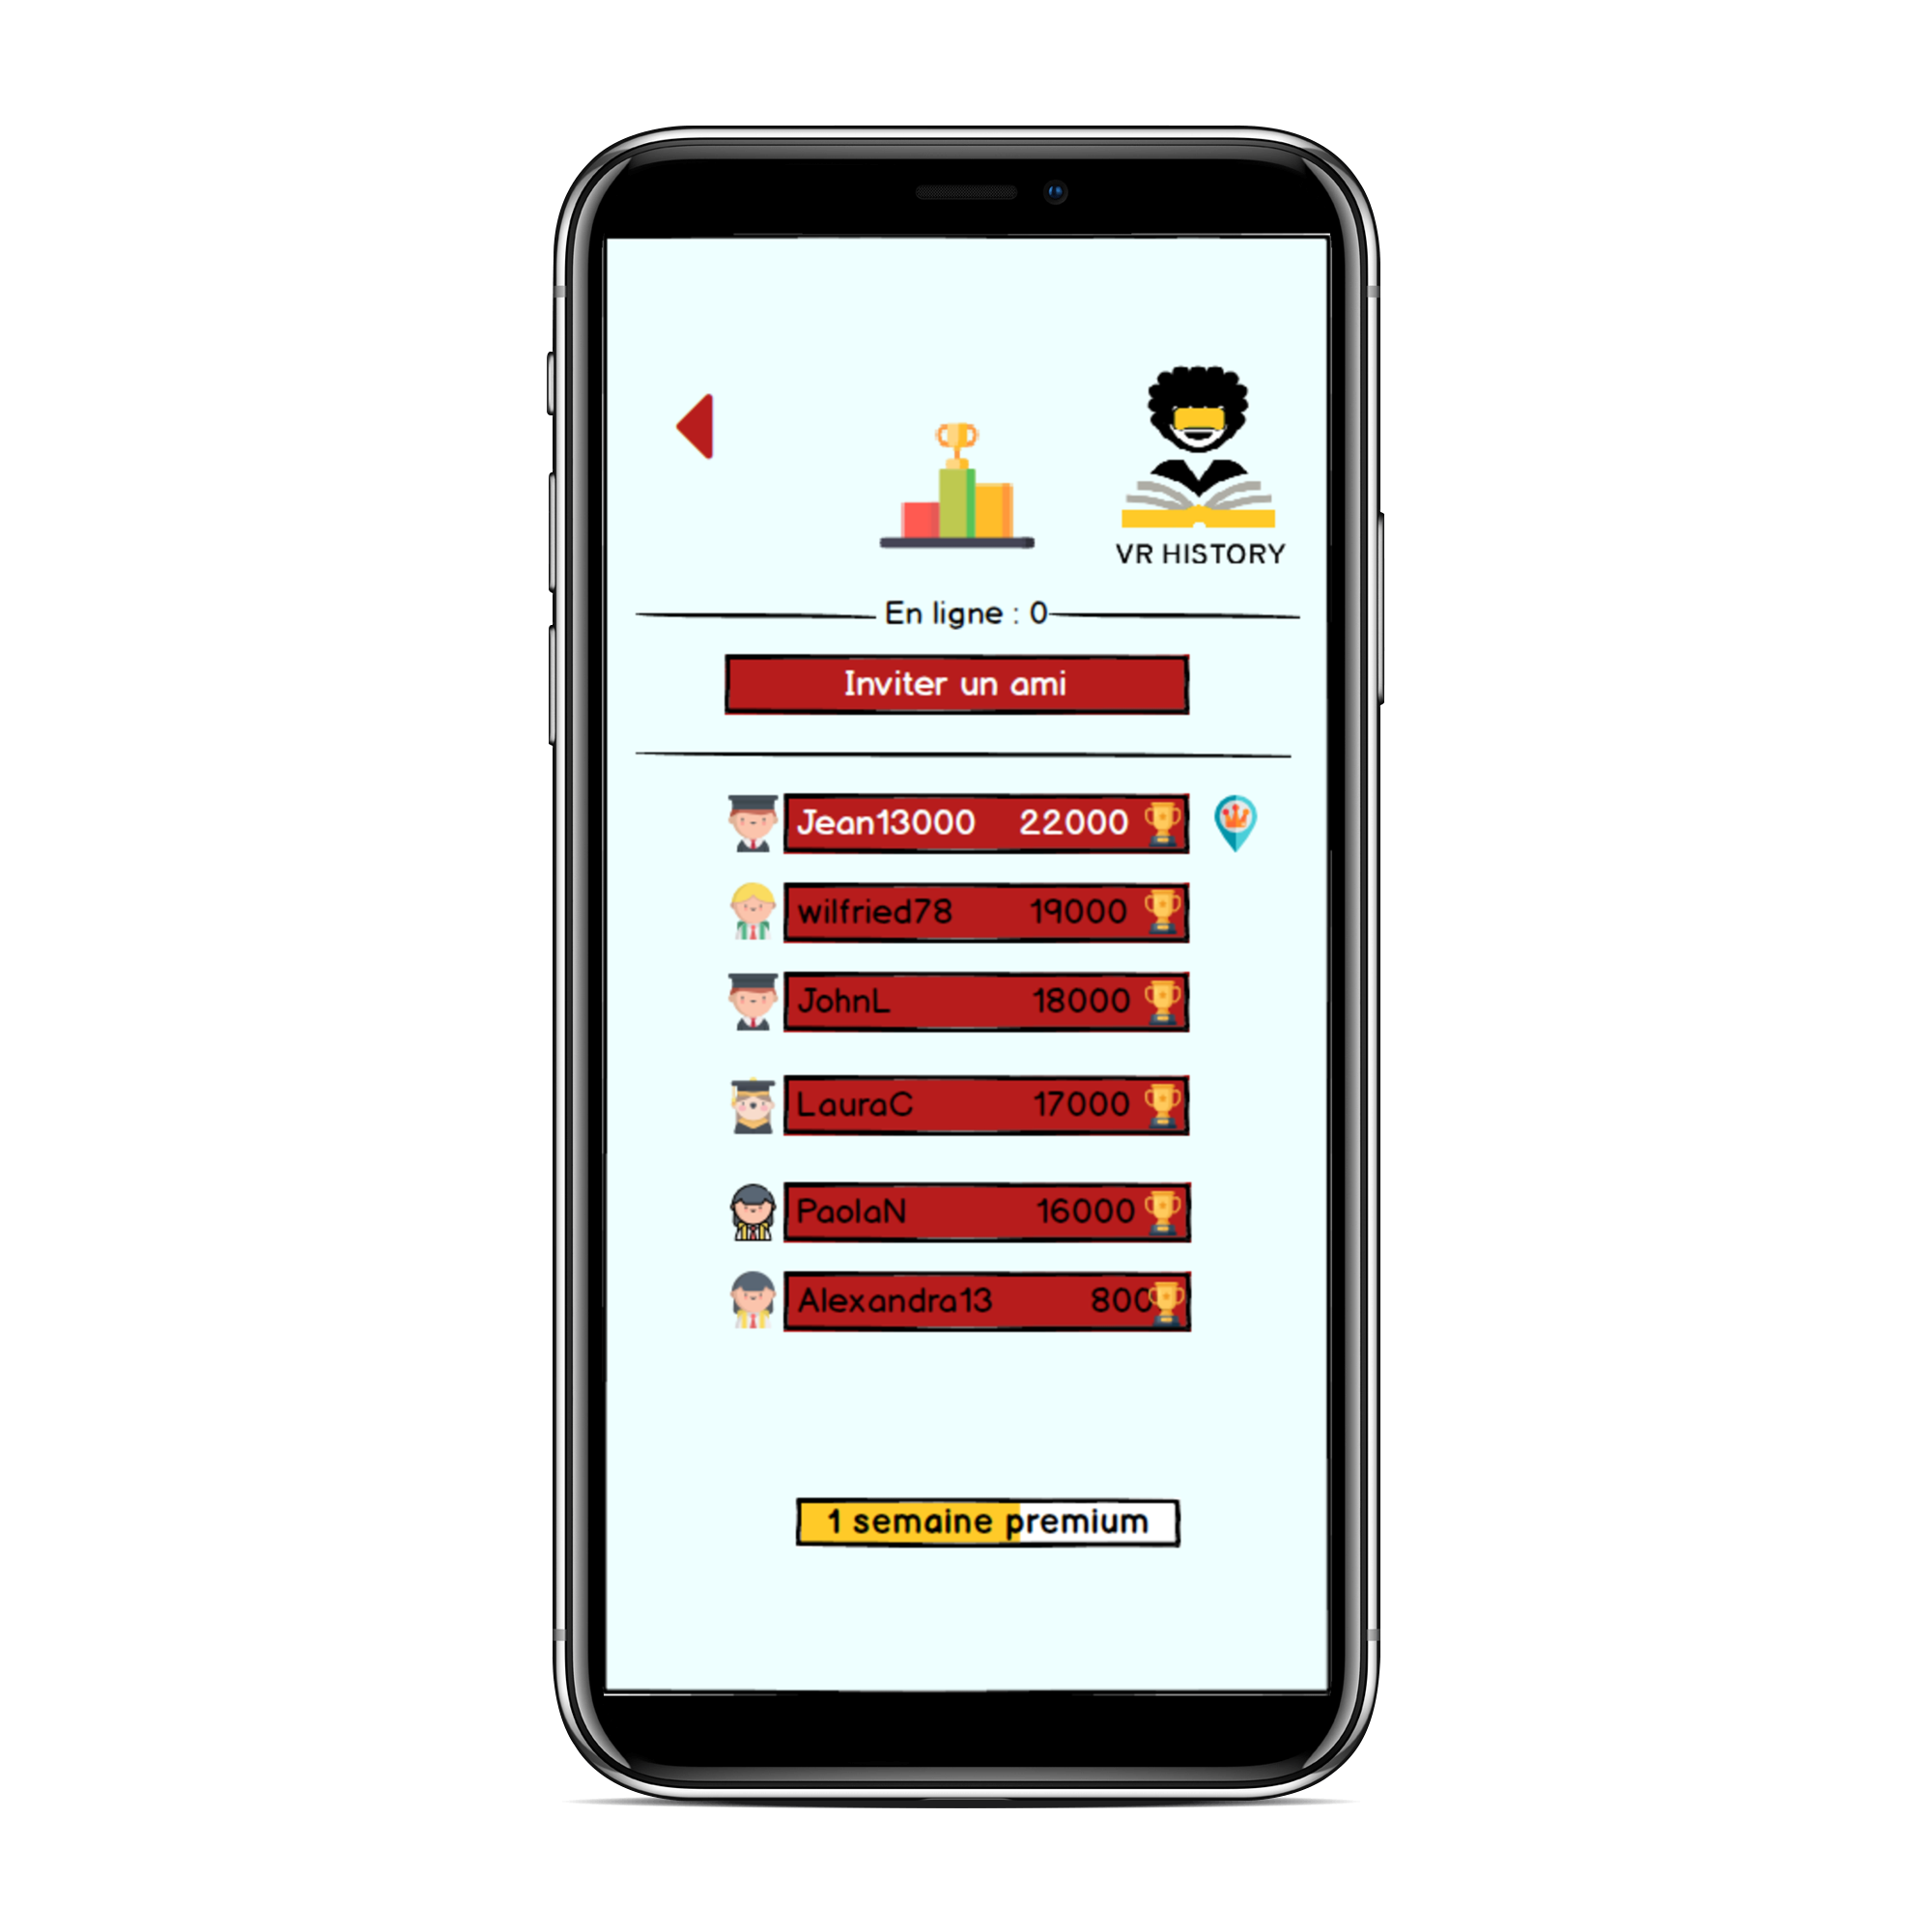 VR HISTORY
En ligne : 0
Inviter un ami
Jean13000 22000
wilfried78 19000
JohnL 18000
LauraC 17000
PaolaN 16000
Alexandra13 800
1 semaine premium